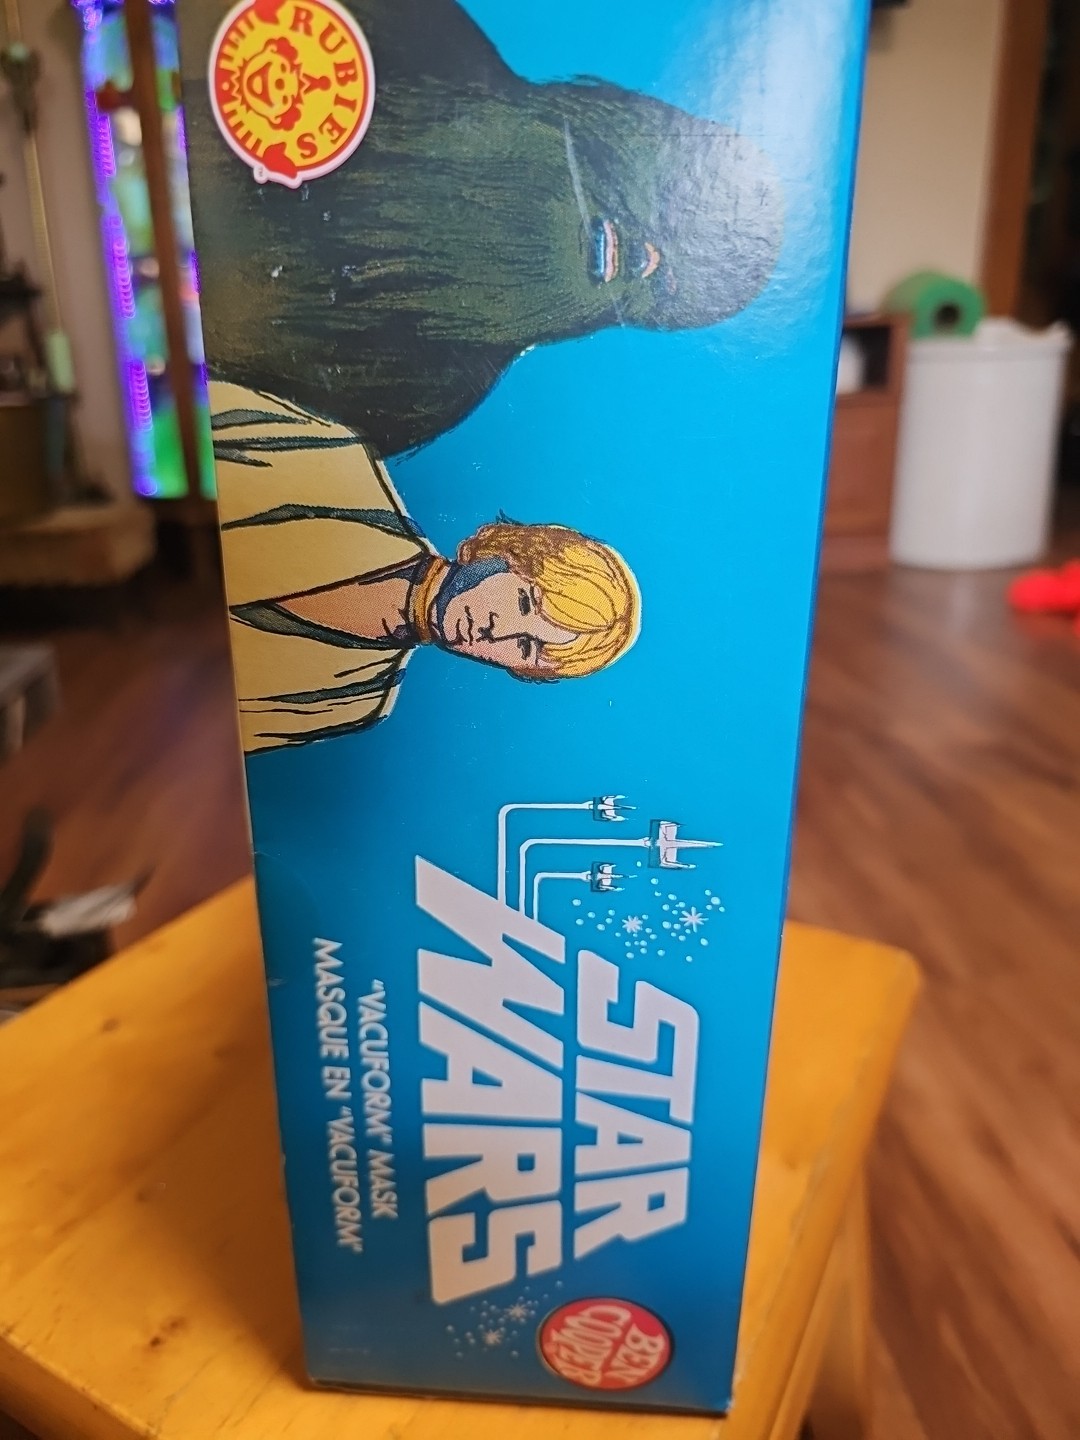 RUBIES
STAR
WARS
"VACUFORM" MASK
MASQUE EN "VACUFORM"
BEN
COOPER